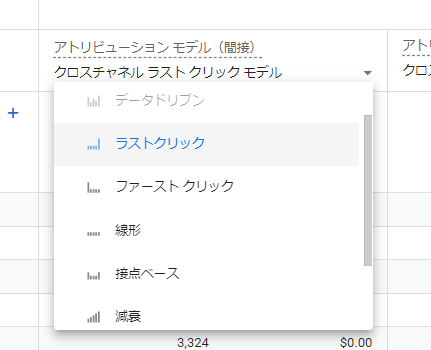 アトリビューション モデル（間接）
アトリ
クロスチャネル ラスト クリック モデル
クロス
+
データドリブン
ラストクリック
ファースト クリック
線形
接点ベース
減衰
3,324 $0.00